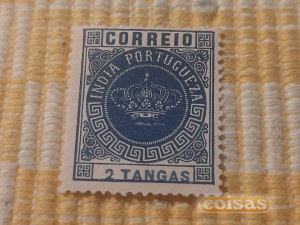 CORREIO
INDIA PORTUGUEZA
2 TANGAS
coisas